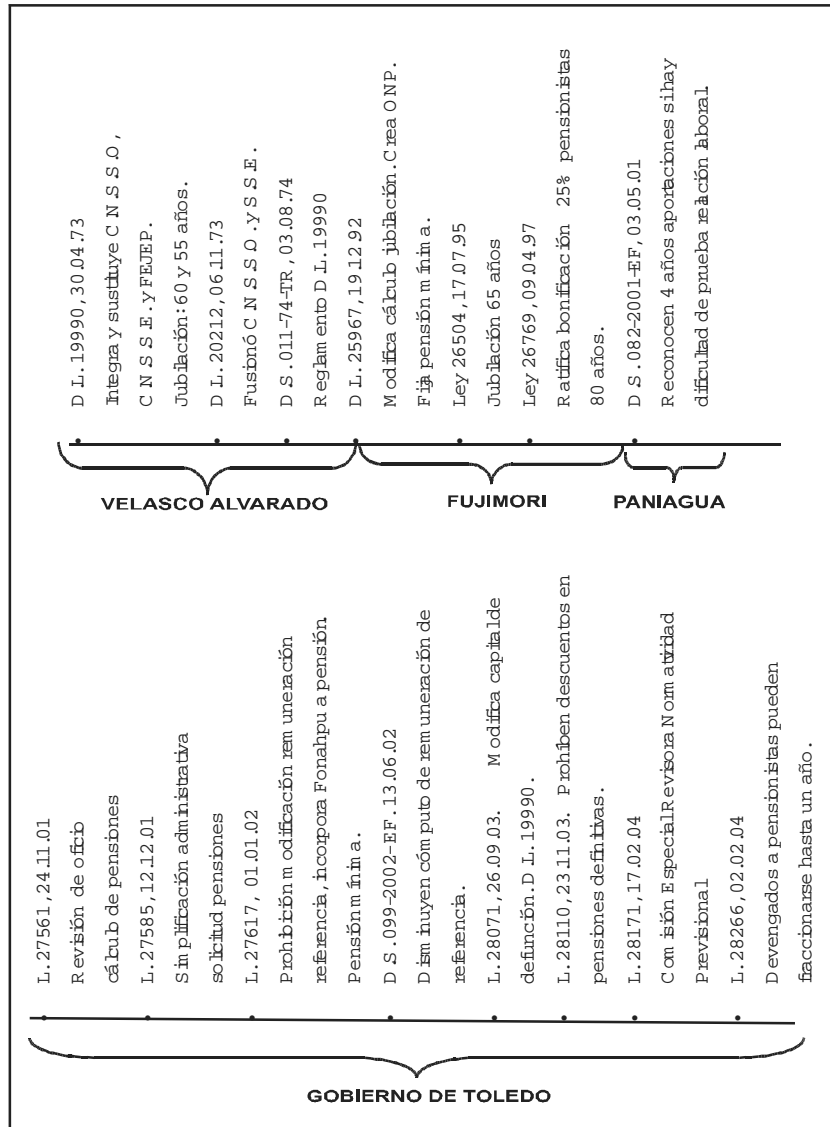 D.L.19990, 30.04.73
Integra y sustituye C.N.S.S.O,
C.N.S.S.E. y FEJEP.
Jubilación: 60 y 55 años.
D.L.20212, 06.11.73
Fusionó C.N.S.S.O. y S.S.E.
D.S.011-74-TR, 03.08.74
Reglamento D.L.19990
D.L.25967, 19.12.92
Modifica cálculo jubilación. Crea ONP.
Fija pensión mínima.
Ley 26504, 17.07.95
Jubilación 65 años
Ley 26769, 09.04.97
Ratifica bonificación 25% pensionistas
80 años.
D.S.082-2001-EF, 03.05.01
Reconocen 4 años aportaciones si hay
dificultad de prueba relación laboral.
VELASCO ALVARADO
FUJIMORI
PANIAGUA
L.27561, 24.11.01
Revisión de oficio
cálculo de pensiones
L.27585, 12.12.01
Simplificación administrativa
solicitud pensiones
L.27617, 01.01.02
Prohibición modificación remuneración
referencia, incorpora Fonahpu a pensión.
Pensión mínima.
D.S.099-2002-EF. 13.06.02
Disminuyen cómputo de remuneración de
referencia.
L.28071, 26.09.03. Modifica capital de
defunción. D.L.19990.
L.28110, 23.11.03. Prohíben descuentos en
pensiones definitivas.
L.28171, 17.02.04
Comisión Especial Revisora Normatividad
Previsional
L.28266, 02.02.04
Devengados a pensionistas pueden
fraccionarse hasta un año.
GOBIERNO DE TOLEDO